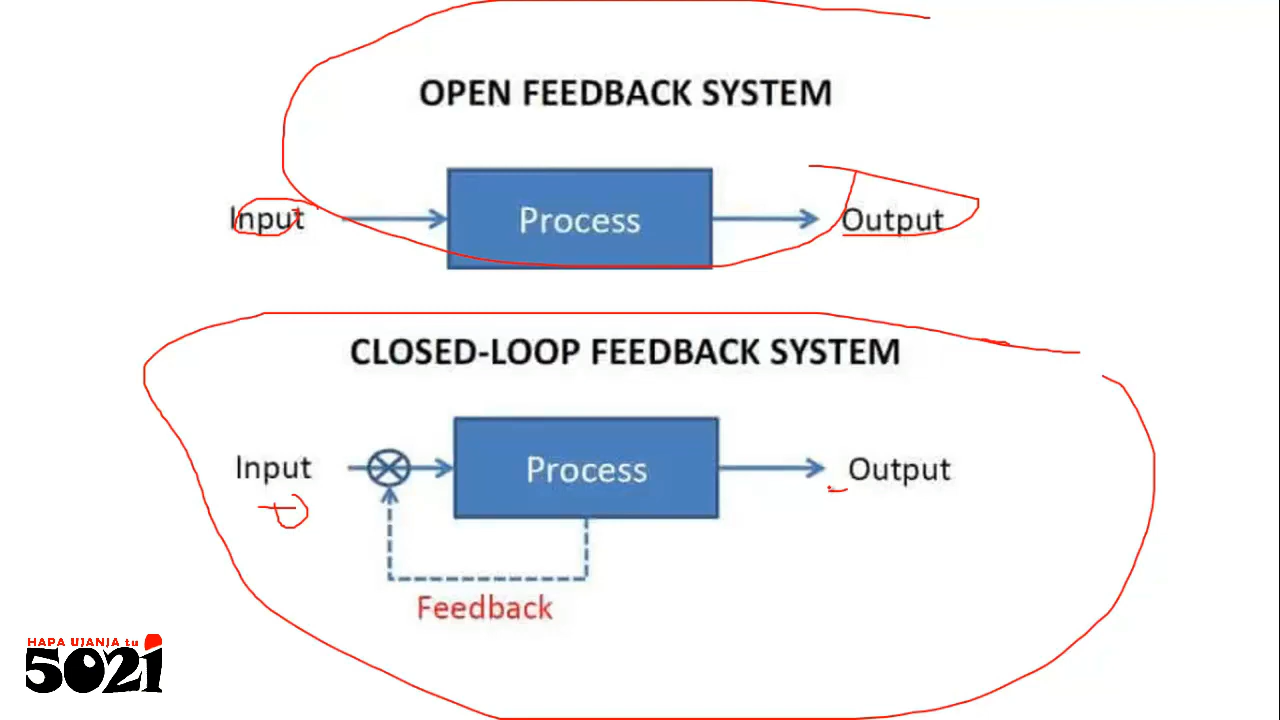 OPEN FEEDBACK SYSTEM
Input
Process
Output
CLOSED-LOOP FEEDBACK SYSTEM
Input
Process
Output
Feedback
HAPA UJANJA tu
5021